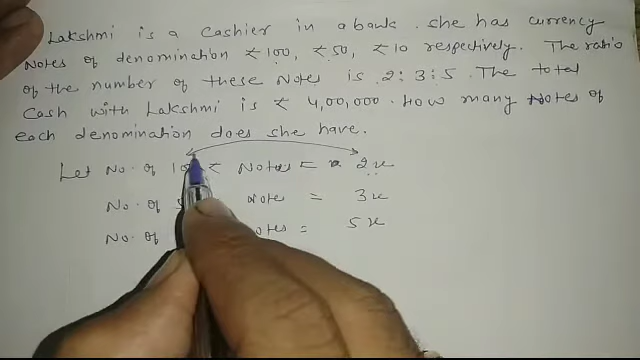 Lakshmi is a cashier in a bank. She has currency
Notes of denomination ₹100, ₹50, ₹10 respectively. The ratio
of the number of these Notes is 2:3:5. The total
Cash with Lakshmi is ₹ 4,00,000. How many Notes of
each denomination does she have.
Let No. of 10 ₹ Notes = 2x
No. of Notes = 3x
No. of otes = 5x